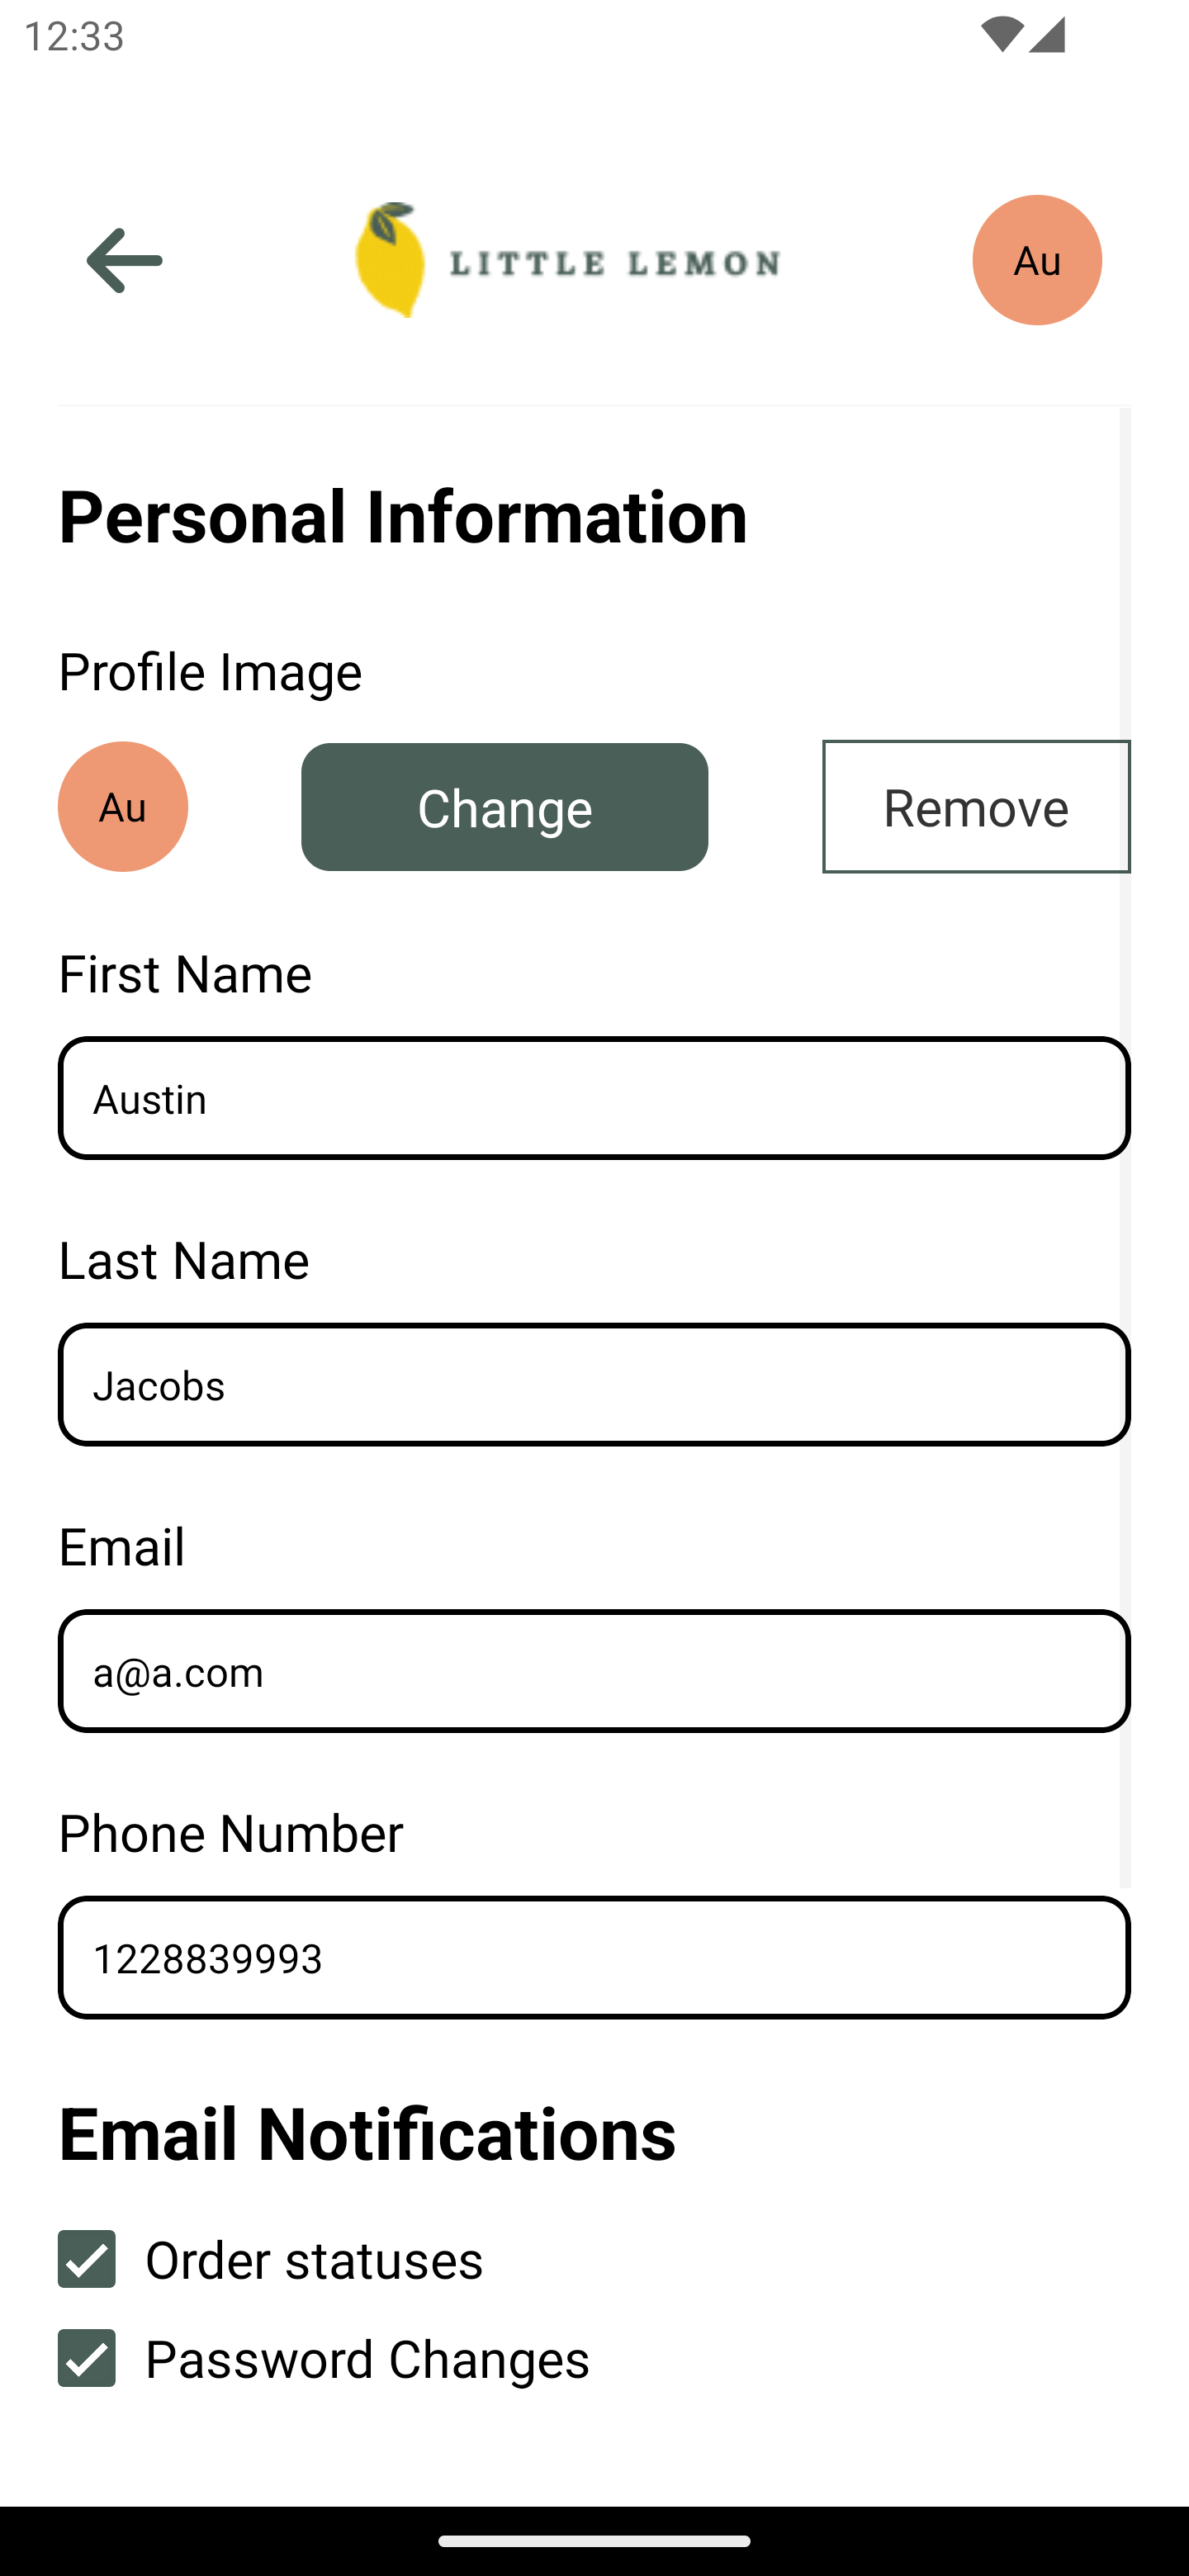 12:33
LITTLE LEMON
Au
Personal Information
Profile Image
Au
Change
Remove
First Name
Austin
Last Name
Jacobs
Email
a@a.com
Phone Number
1228839993
Email Notifications
Order statuses
Password Changes